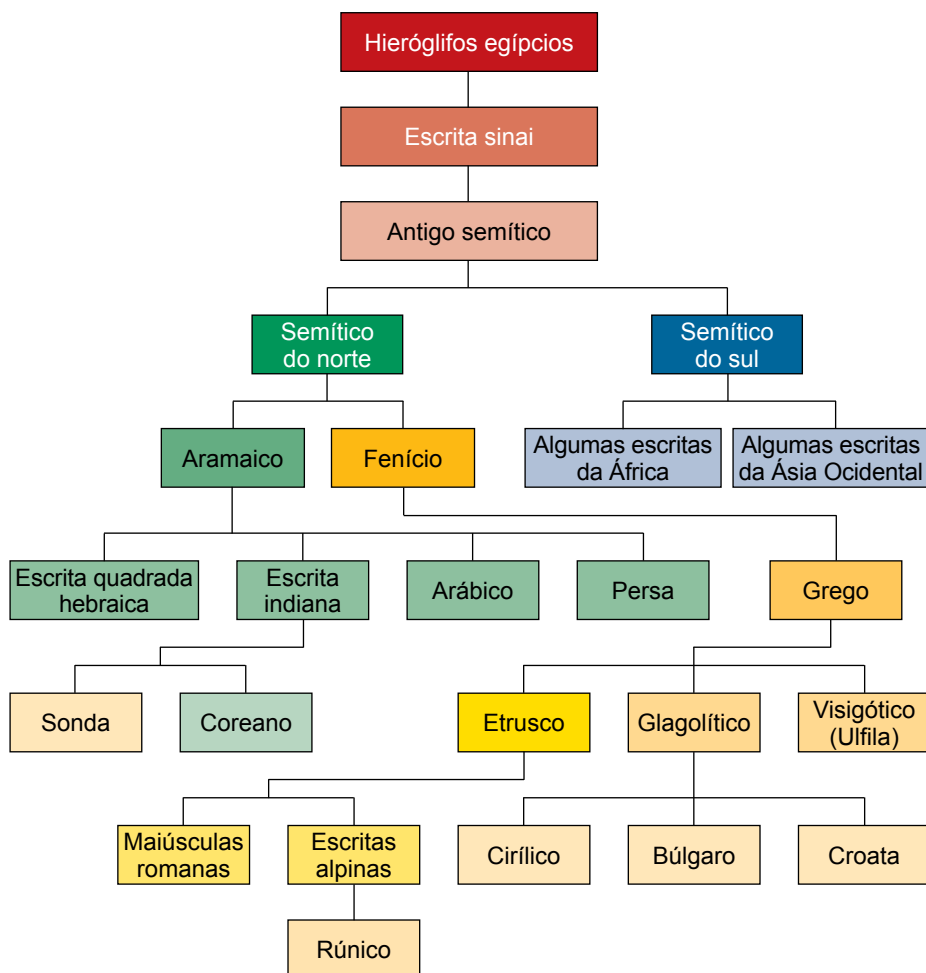 Hieróglifos egípcios
Escrita sinai
Antigo semítico
Semítico
do norte
Semítico
do sul
Aramaico
Fenício
Algumas escritas
da África
Algumas escritas
da Ásia Ocidental
Escrita quadrada
hebraica
Escrita
indiana
Arábico
Persa
Grego
Sonda
Coreano
Etrusco
Glagolítico
Visigótico
(Ulfila)
Maiúsculas
romanas
Escritas
alpinas
Cirílico
Búlgaro
Croata
Rúnico